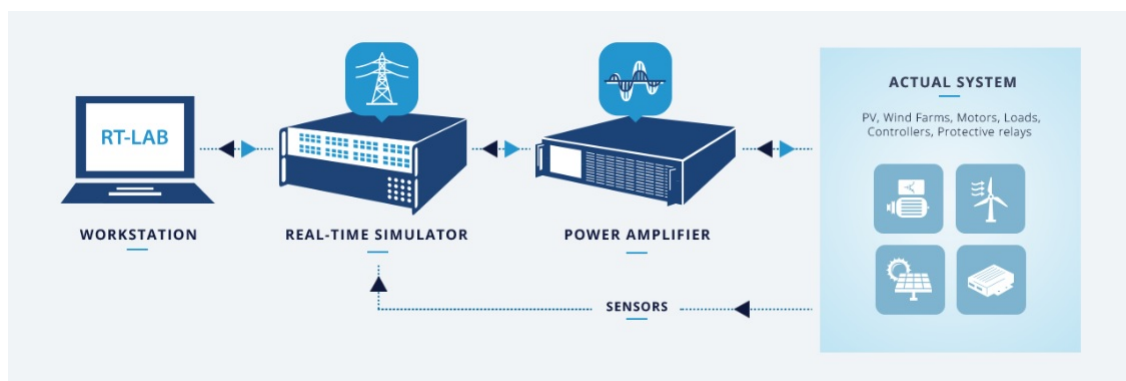 RT-LAB
WORKSTATION
REAL-TIME SIMULATOR
POWER AMPLIFIER
SENSORS
ACTUAL SYSTEM
PV, Wind Farms, Motors, Loads,
Controllers, Protective relays